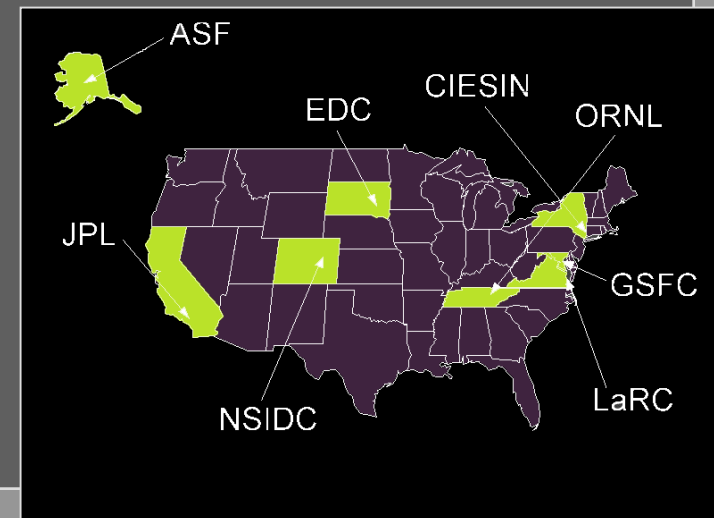 ASF
CIESIN
EDC
ORNL
JPL
GSFC
LaRC
NSIDC